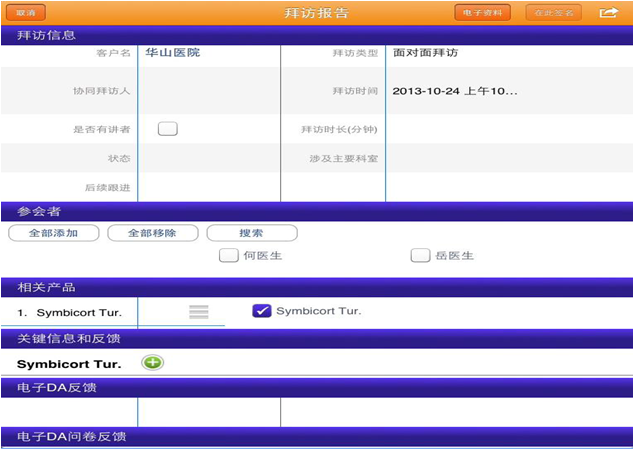 取消 拜访报告 电子资料 在此签名
拜访信息
客户名 华山医院 拜访类型 面对面拜访
协同拜访人 拜访时间 2013-10-24 上午10...
是否有讲者 拜访时长(分钟)
状态 涉及主要科室
后续跟进
参会者
全部添加 全部移除 搜索
何医生 岳医生
相关产品
1. Symbicort Tur. Symbicort Tur.
关键信息和反馈
Symbicort Tur.
电子DA反馈
电子DA问卷反馈